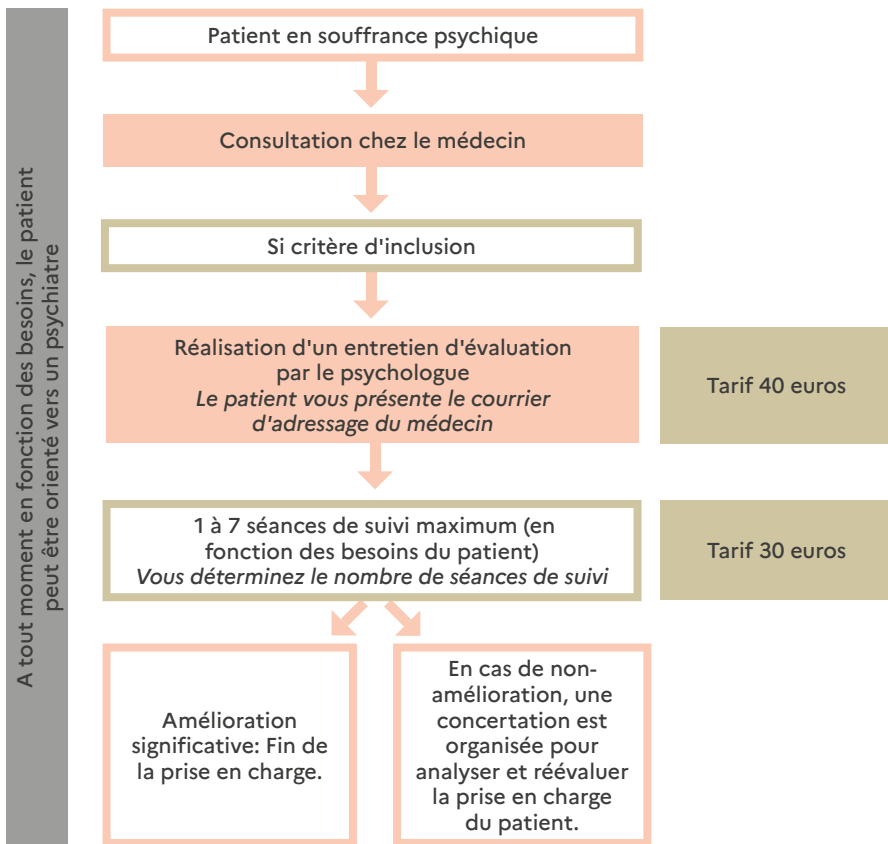 A tout moment en fonction des besoins, le patient
peut être orienté vers un psychiatre
Patient en souffrance psychique
Consultation chez le médecin
Si critère d'inclusion
Réalisation d'un entretien d'évaluation
par le psychologue
Le patient vous présente le courrier
d'adressage du médecin
Tarif 40 euros
1 à 7 séances de suivi maximum (en
fonction des besoins du patient)
Vous déterminez le nombre de séances de suivi
Tarif 30 euros
Amélioration
significative: Fin de
la prise en charge.
En cas de non-
amélioration, une
concertation est
organisée pour
analyser et réévaluer
la prise en charge
du patient.